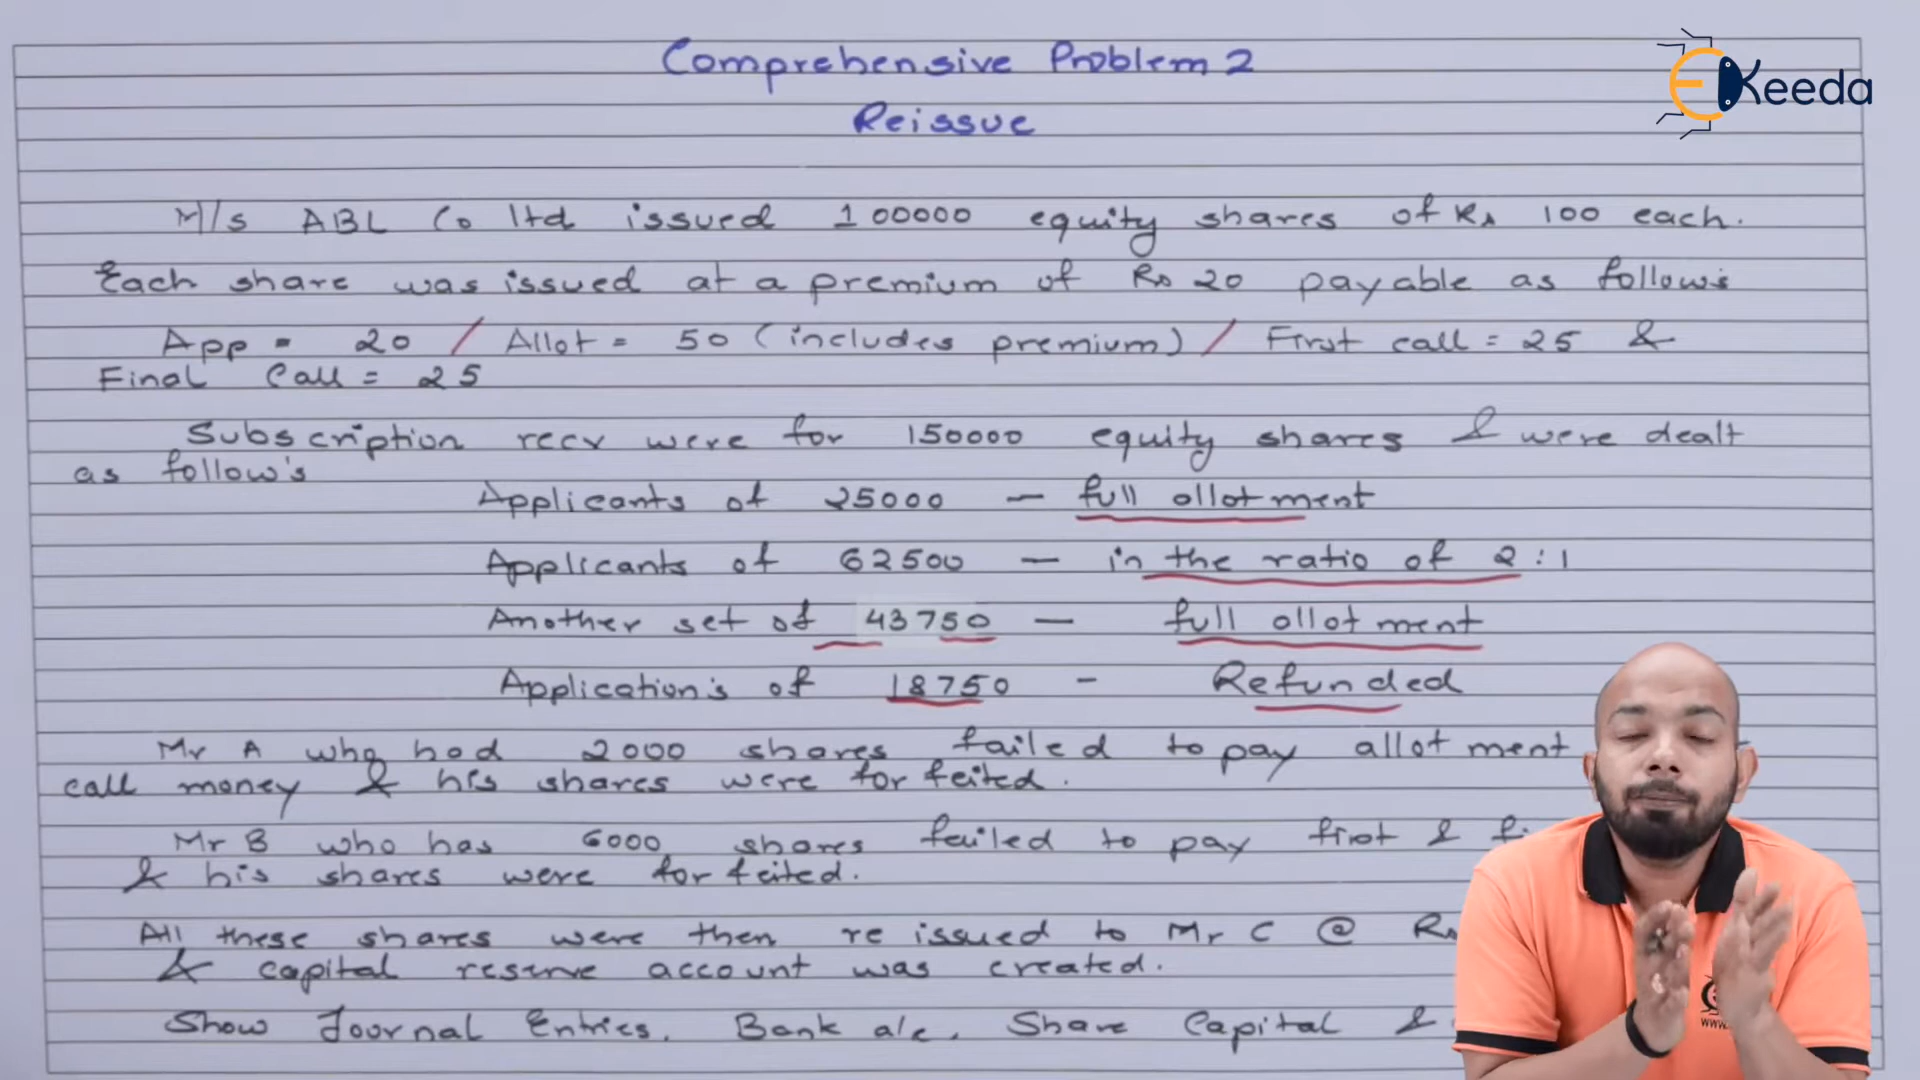 Comprehensive Problem 2
EKeeda
Reissue
M/s ABL Co ltd issued 100000 equity shares of Rs 100 each.
Each share was issued at a premium of Rs 20 payable as follow's
App = 20 / Allot = 50 (includes premium) / First call = 25 &
Final Call = 25
Subscription recv were for 150000 equity shares & were dealt
as follow's
Applicants of 25000 — full allotment
Applicants of 62500 — in the ratio of 2:1
Another set of 43750 — full allotment
Application's of 18750 - Refunded
Mr A who had 2000 shares failed to pay allotment
call money & his shares were forfeited.
Mr B who has 6000 shares failed to pay first &
& his shares were forfeited.
All these shares were then re issued to Mr C @ Rs
& capital reserve account was created.
Show Journal Entries, Bank a/c, Share Capital &
WWW.